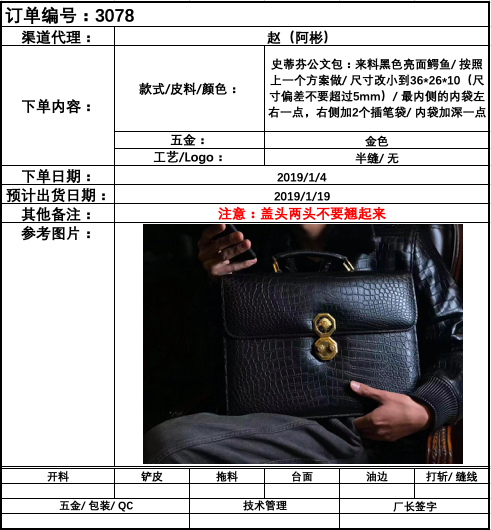 订单编号：3078
渠道代理：
赵（阿彬）
下单内容：
款式/皮料/颜色：
史蒂芬公文包：来料黑色亮面鳄鱼/ 按照
上一个方案做/ 尺寸改小到36*26*10（尺
寸偏差不要超过5mm）/ 最内侧的内袋左
右一点，右侧加2个插笔袋/ 内袋加深一点
五金：
金色
工艺/Logo：
半缝/ 无
下单日期：
2019/1/4
预计出货日期：
2019/1/19
其他备注：
注意：盖头两头不要翘起来
参考图片：
开料 铲皮 拖料 台面 油边 打斩/ 缝线
五金/ 包装/ QC 技术管理 厂长签字